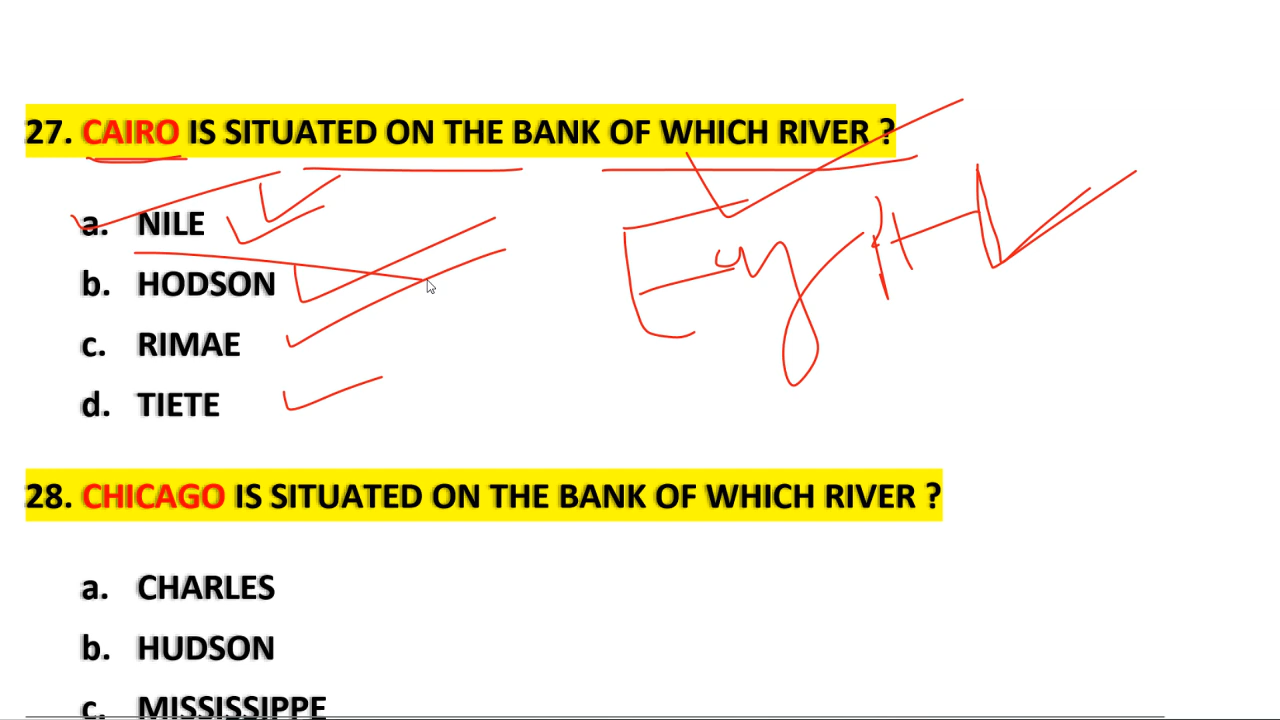 27. CAIRO IS SITUATED ON THE BANK OF WHICH RIVER ?
a. NILE
b. HODSON
c. RIMAE
d. TIETE
Egypt
28. CHICAGO IS SITUATED ON THE BANK OF WHICH RIVER ?
a. CHARLES
b. HUDSON
c. MISSISSIPPE